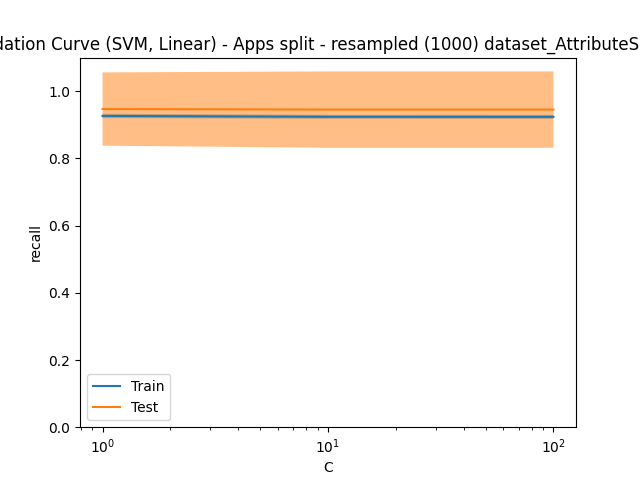 dation Curve (SVM, Linear) - Apps split - resampled (1000) dataset_AttributeS
1.0
0.8
0.6
0.4
0.2
0.0
recall
Train
Test
10⁰ 10¹ 10²
C